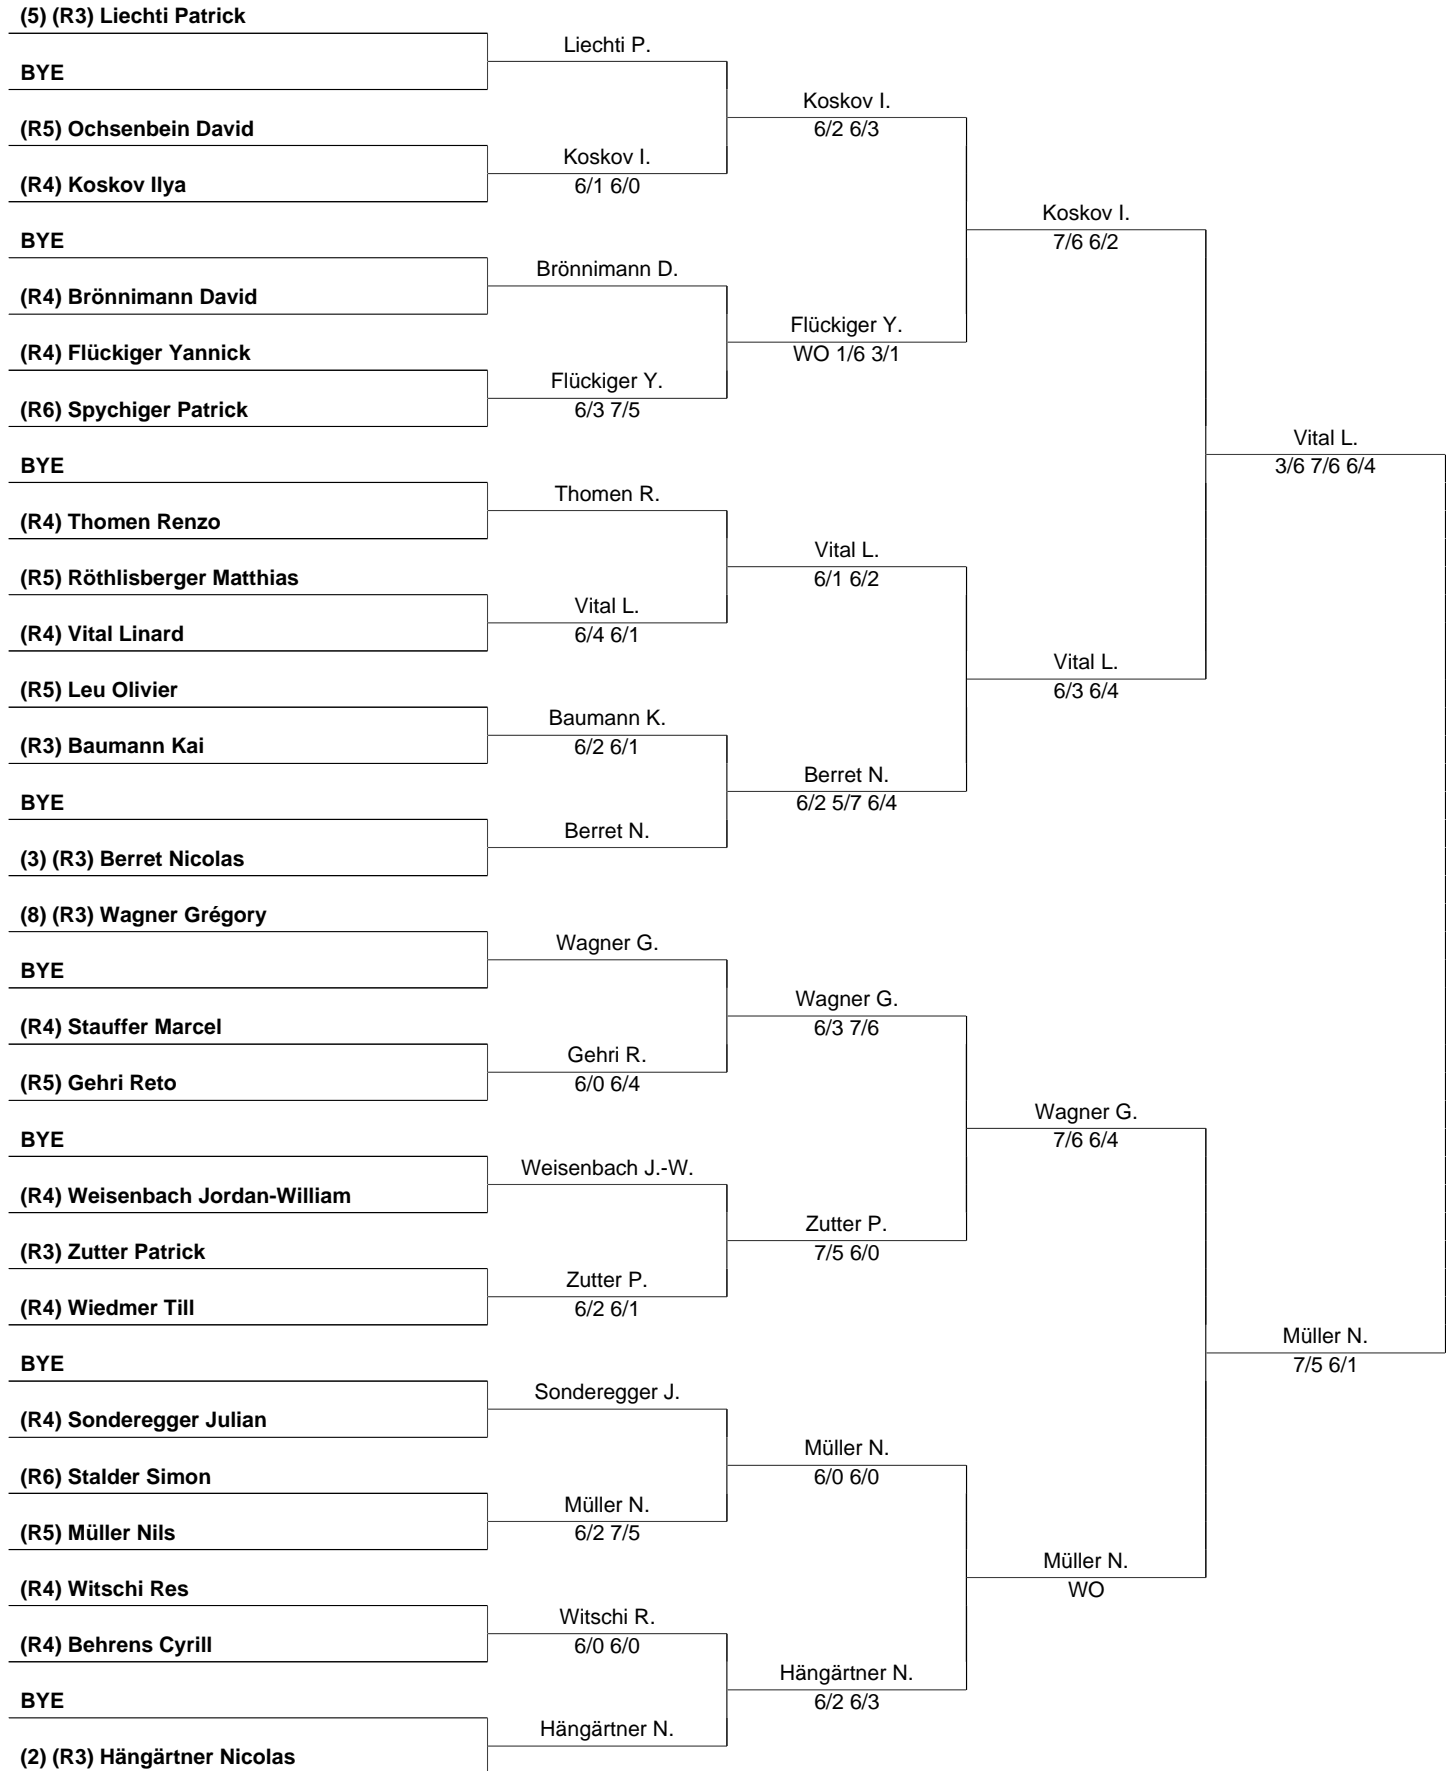 (5) (R3) Liechti Patrick
BYE
(R5) Ochsenbein David
(R4) Koskov Ilya
BYE
(R4) Brönnimann David
(R4) Flückiger Yannick
(R6) Spychiger Patrick
BYE
(R4) Thomen Renzo
(R5) Röthlisberger Matthias
(R4) Vital Linard
(R5) Leu Olivier
(R3) Baumann Kai
BYE
(3) (R3) Berret Nicolas
(8) (R3) Wagner Grégory
BYE
(R4) Stauffer Marcel
(R5) Gehri Reto
BYE
(R4) Weisenbach Jordan-William
(R3) Zutter Patrick
(R4) Wiedmer Till
BYE
(R4) Sonderegger Julian
(R6) Stalder Simon
(R5) Müller Nils
(R4) Witschi Res
(R4) Behrens Cyrill
BYE
(2) (R3) Hängärtner Nicolas
Liechti P.
Koskov I.
6/1 6/0
Brönnimann D.
Flückiger Y.
6/3 7/5
Thomen R.
Vital L.
6/4 6/1
Baumann K.
6/2 6/1
Berret N.
Wagner G.
Gehri R.
6/0 6/4
Weisenbach J.-W.
Zutter P.
6/2 6/1
Sonderegger J.
Müller N.
6/2 7/5
Witschi R.
6/0 6/0
Hängärtner N.
Koskov I.
6/2 6/3
Flückiger Y.
WO 1/6 3/1
Vital L.
6/1 6/2
Berret N.
6/2 5/7 6/4
Wagner G.
6/3 7/6
Zutter P.
7/5 6/0
Müller N.
6/0 6/0
Hängärtner N.
6/2 6/3
Koskov I.
7/6 6/2
Vital L.
6/3 6/4
Wagner G.
7/6 6/4
Müller N.
WO
Vital L.
3/6 7/6 6/4
Müller N.
7/5 6/1